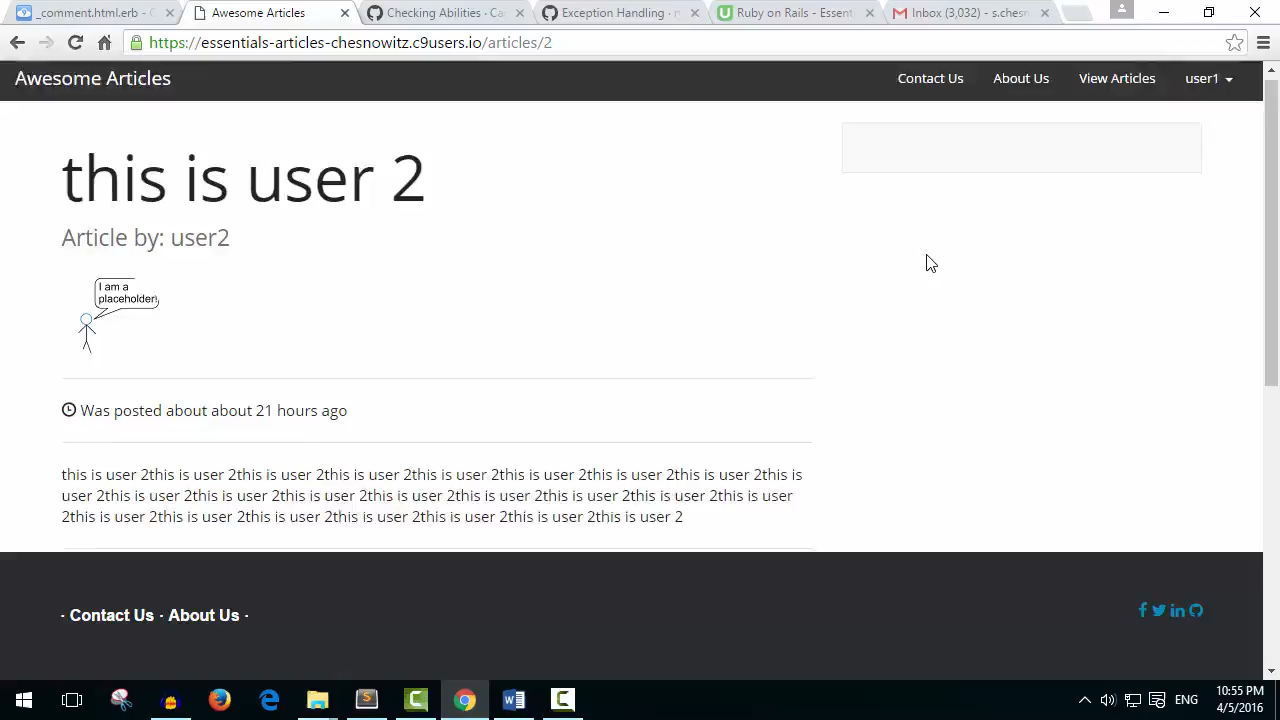 _comment.html.erb - C
Awesome Articles
Checking Abilities · Ca
Exception Handling · n
Ruby on Rails - Essent
Inbox (3,032) - s.chesn
https://essentials-articles-chesnowitz.c9users.io/articles/2
Awesome Articles
Contact Us
About Us
View Articles
user1
this is user 2
Article by: user2
I am a
placeholder!
Was posted about about 21 hours ago
this is user 2this is user 2this is user 2this is user 2this is user 2this is user 2this is user 2this is user 2this is
user 2this is user 2this is user 2this is user 2this is user 2this is user 2this is user 2this is user 2this is user
2this is user 2this is user 2this is user 2this is user 2this is user 2this is user 2this is user 2
· Contact Us · About Us ·
ENG
10:55 PM
4/5/2016